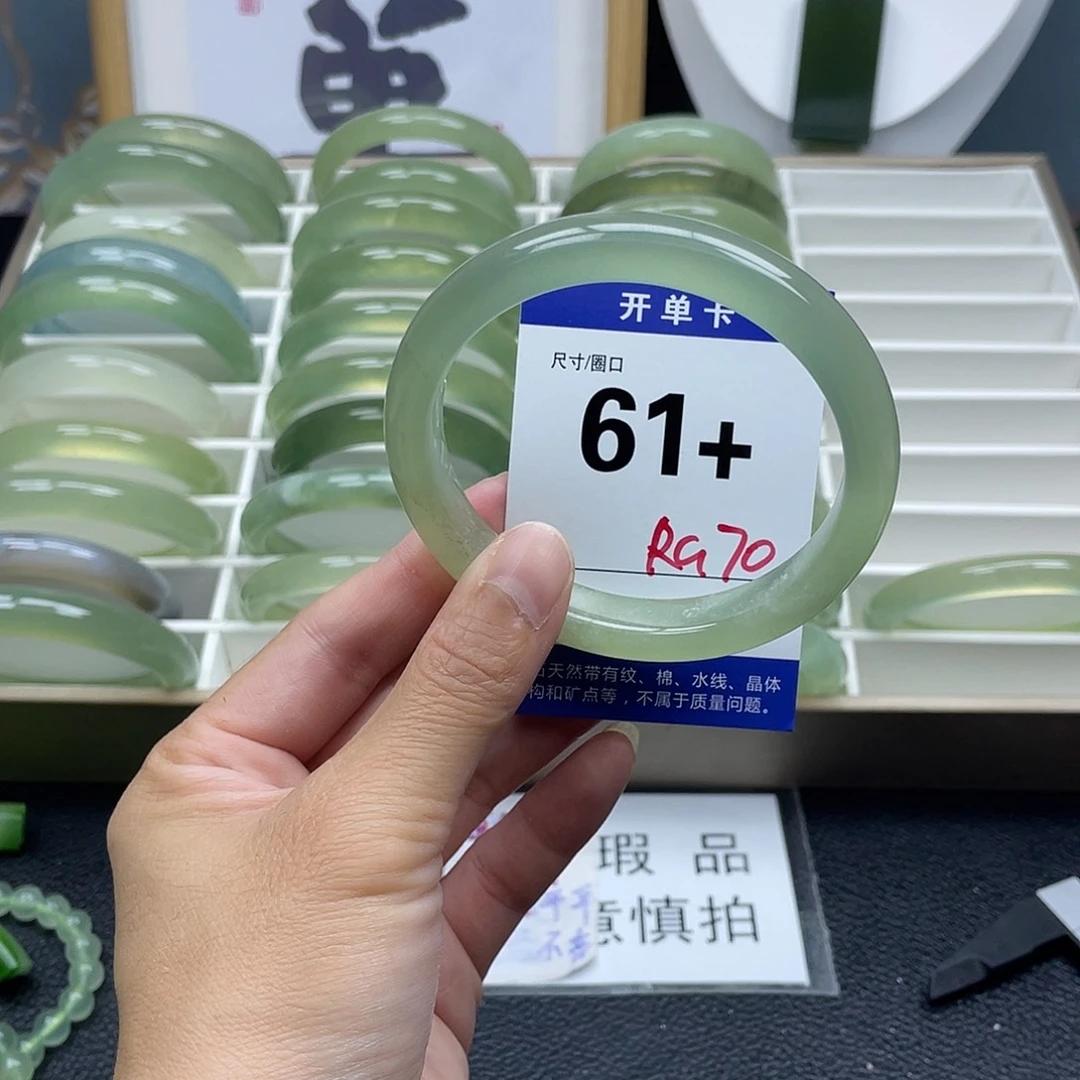 开单卡
尺寸/圈口
61+
RG70
天然带有纹、棉、水线、晶体
构和矿点等，不属于质量问题。
瑕品
意慎拍